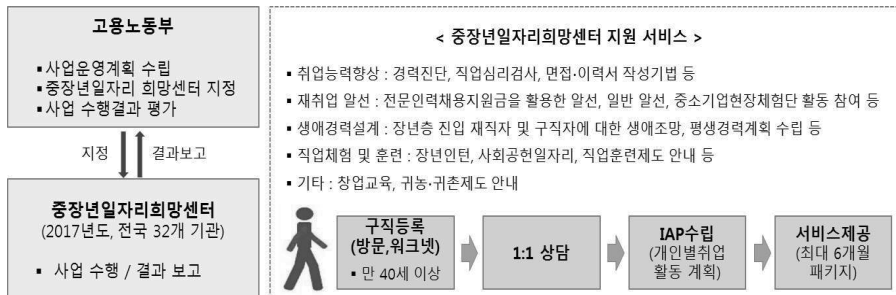 고용노동부
▪ 사업운영계획 수립
▪ 중장년일자리 희망센터 지정
▪ 사업 수행결과 평가
지정
결과보고
중장년일자리희망센터
(2017년도, 전국 32개 기관)
▪ 사업 수행 / 결과 보고
< 중장년일자리희망센터 지원 서비스 >
▪ 취업능력향상 : 경력진단, 직업심리검사, 면접·이력서 작성기법 등
▪ 재취업 알선 : 전문인력채용지원금을 활용한 알선, 일반 알선, 중소기업현장체험단 활동 참여 등
▪ 생애경력설계 : 장년층 진입 재직자 및 구직자에 대한 생애조망, 평생경력계획 수립 등
▪ 직업체험 및 훈련 : 장년인턴, 사회공헌일자리, 직업훈련제도 안내 등
▪ 기타 : 창업교육, 귀농·귀촌제도 안내
구직등록
(방문,워크넷)
▪ 만 40세 이상
1:1 상담
IAP수립
(개인별취업
활동 계획)
서비스제공
(최대 6개월
패키지)